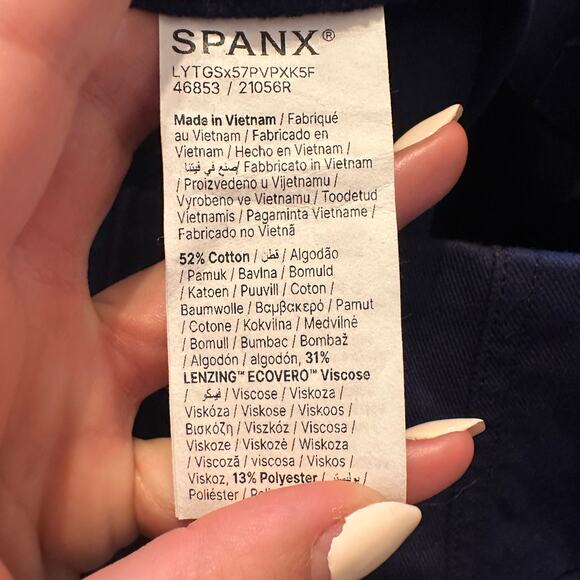 SPANX®
LYTGSx57PVPXK5F
46853 / 21056R
Made in Vietnam / Fabriqué
au Vietnam / Fabricado en
Vietnam / Hecho en Vietnam /
صنع في فيتنا/ Fabbricato in Vietnam
/ Proizvedeno u Vijetnamu /
Vyrobeno ve Vietnamu / Toodetud
Vietnamis / Pagaminta Vietname /
Fabricado no Vietnã
52% Cotton / قطن / Algodão
/ Pamuk / Bavlna / Bomuld
/ Katoen / Puuvill / Coton /
Baumwolle / Βαμβακερό / Pamut
/ Cotone / Kokvilna / Medvilnė
/ Bomull / Bumbac / Bombaž
/ Algodón / algodón, 31%
LENZING™ ECOVERO™ Viscose
/ فيسكوز / Viscose / Viskoza /
Viskóza / Viskose / Viskoos /
Βισκόζη / Viszkóz / Viscosa /
Viskoze / Viskozė / Wiskoza
/ Viscoză / viscosa / Viskos /
Viskoz, 13% Polyester / بوليستر /
Poliéster /